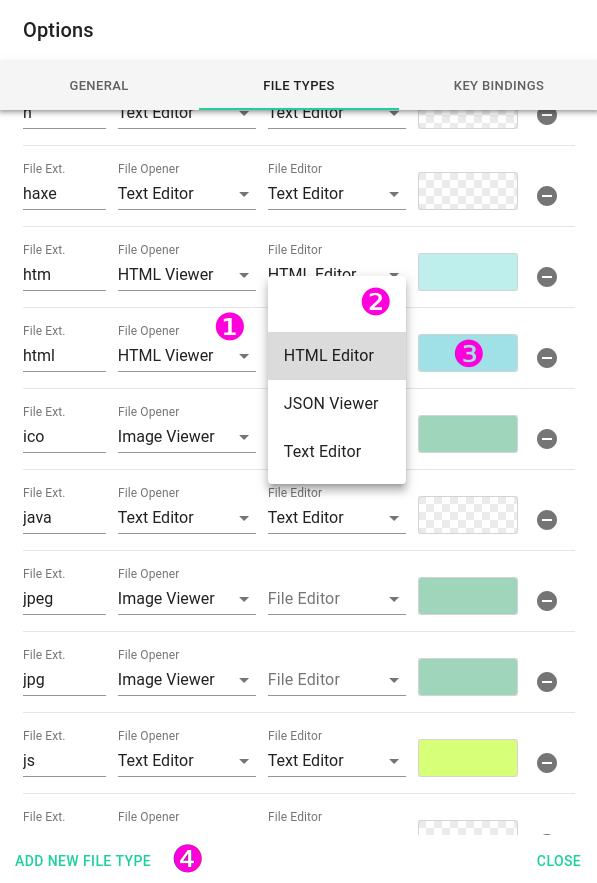 Options
GENERAL FILE TYPES KEY BINDINGS
h Text Editor Text Editor
File Ext. File Opener File Editor
haxe Text Editor Text Editor
File Ext. File Opener File Editor
htm HTML Viewer HTML Editor
❷
File Ext. File Opener ❶
html HTML Viewer HTML Editor ❸
JSON Viewer
File Ext. File Opener
ico Image Viewer Text Editor
File Ext. File Opener File Editor
java Text Editor Text Editor
File Ext. File Opener
jpeg Image Viewer File Editor
File Ext. File Opener
jpg Image Viewer File Editor
File Ext. File Opener File Editor
js Text Editor Text Editor
File Ext. File Opener File Editor
ADD NEW FILE TYPE ❹ CLOSE